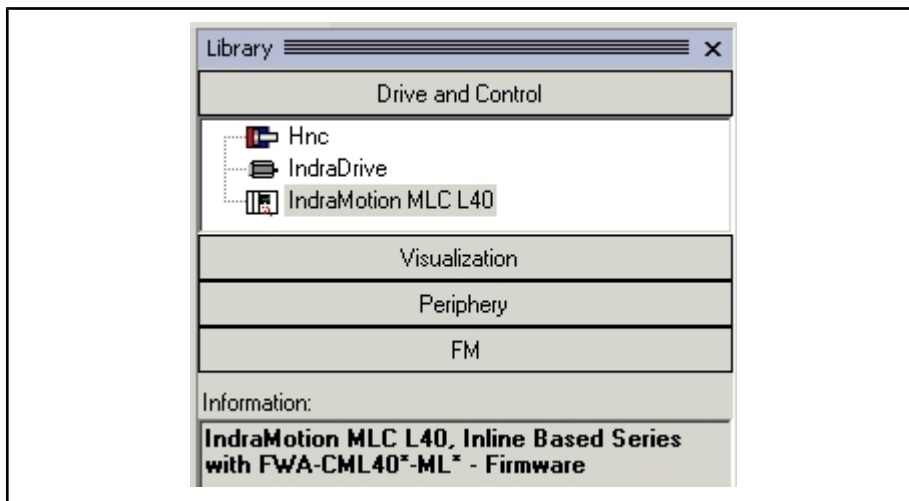 Library
Drive and Control
Hnc
IndraDrive
IndraMotion MLC L40
Visualization
Periphery
FM
Information:
IndraMotion MLC L40, Inline Based Series
with FWA-CML40*-ML* - Firmware